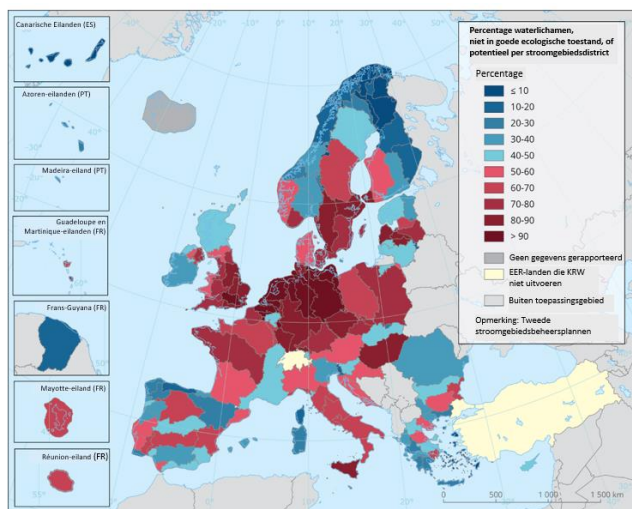 Canarische Eilanden (ES)
Azoren-eilanden (PT)
Madeira-eiland (PT)
Guadeloupe en
Martinique-eilanden (FR)
Frans-Guyana (FR)
Mayotte-eiland (FR)
Réunion-eiland (FR)
Percentage waterlichamen,
niet in goede ecologische toestand, of
potentieel per stroomgebiedsdistrict
Percentage
≤ 10
10-20
20-30
30-40
40-50
50-60
60-70
70-80
80-90
> 90
Geen gegevens gerapporteerd
EER-landen die KRW
niet uitvoeren
Buiten toepassingsgebied
Opmerking: Tweede
stroomgebiedsbeheersplannen
0 500 1 000 1 500 km